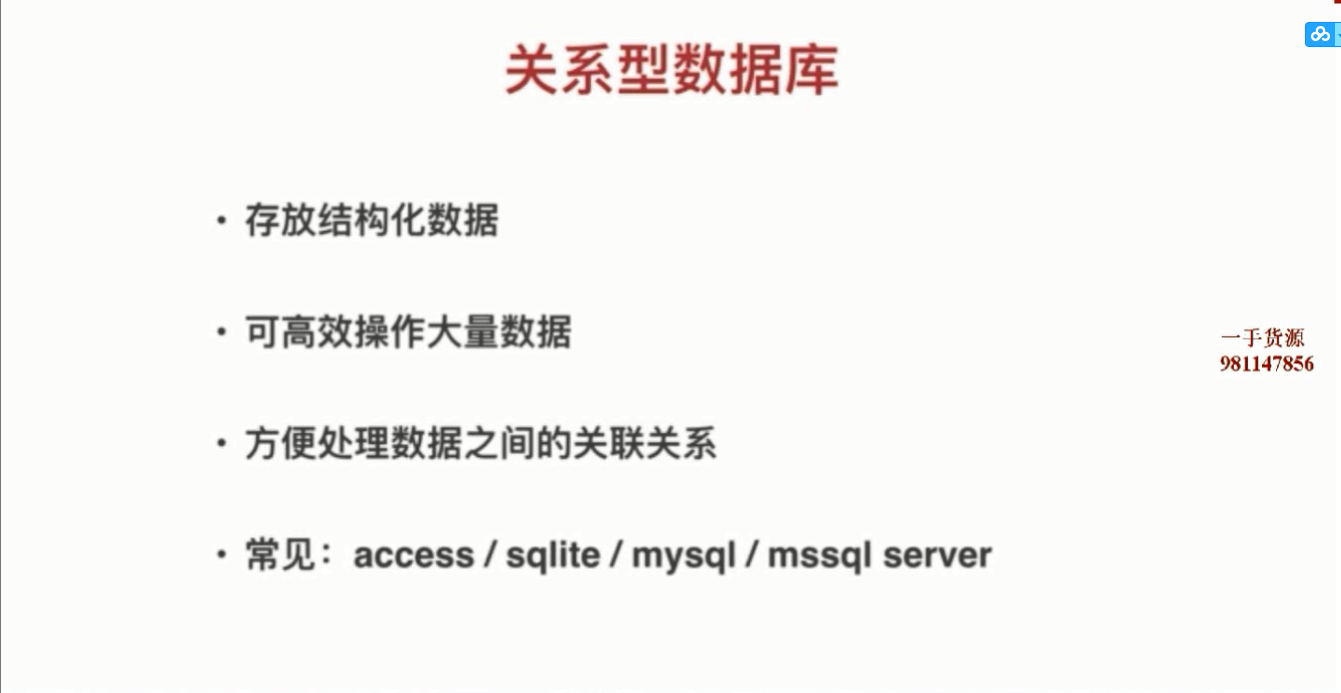 关系型数据库
• 存放结构化数据
• 可高效操作大量数据
• 方便处理数据之间的关联关系
• 常见：access / sqlite / mysql / mssql server
一手货源
981147856